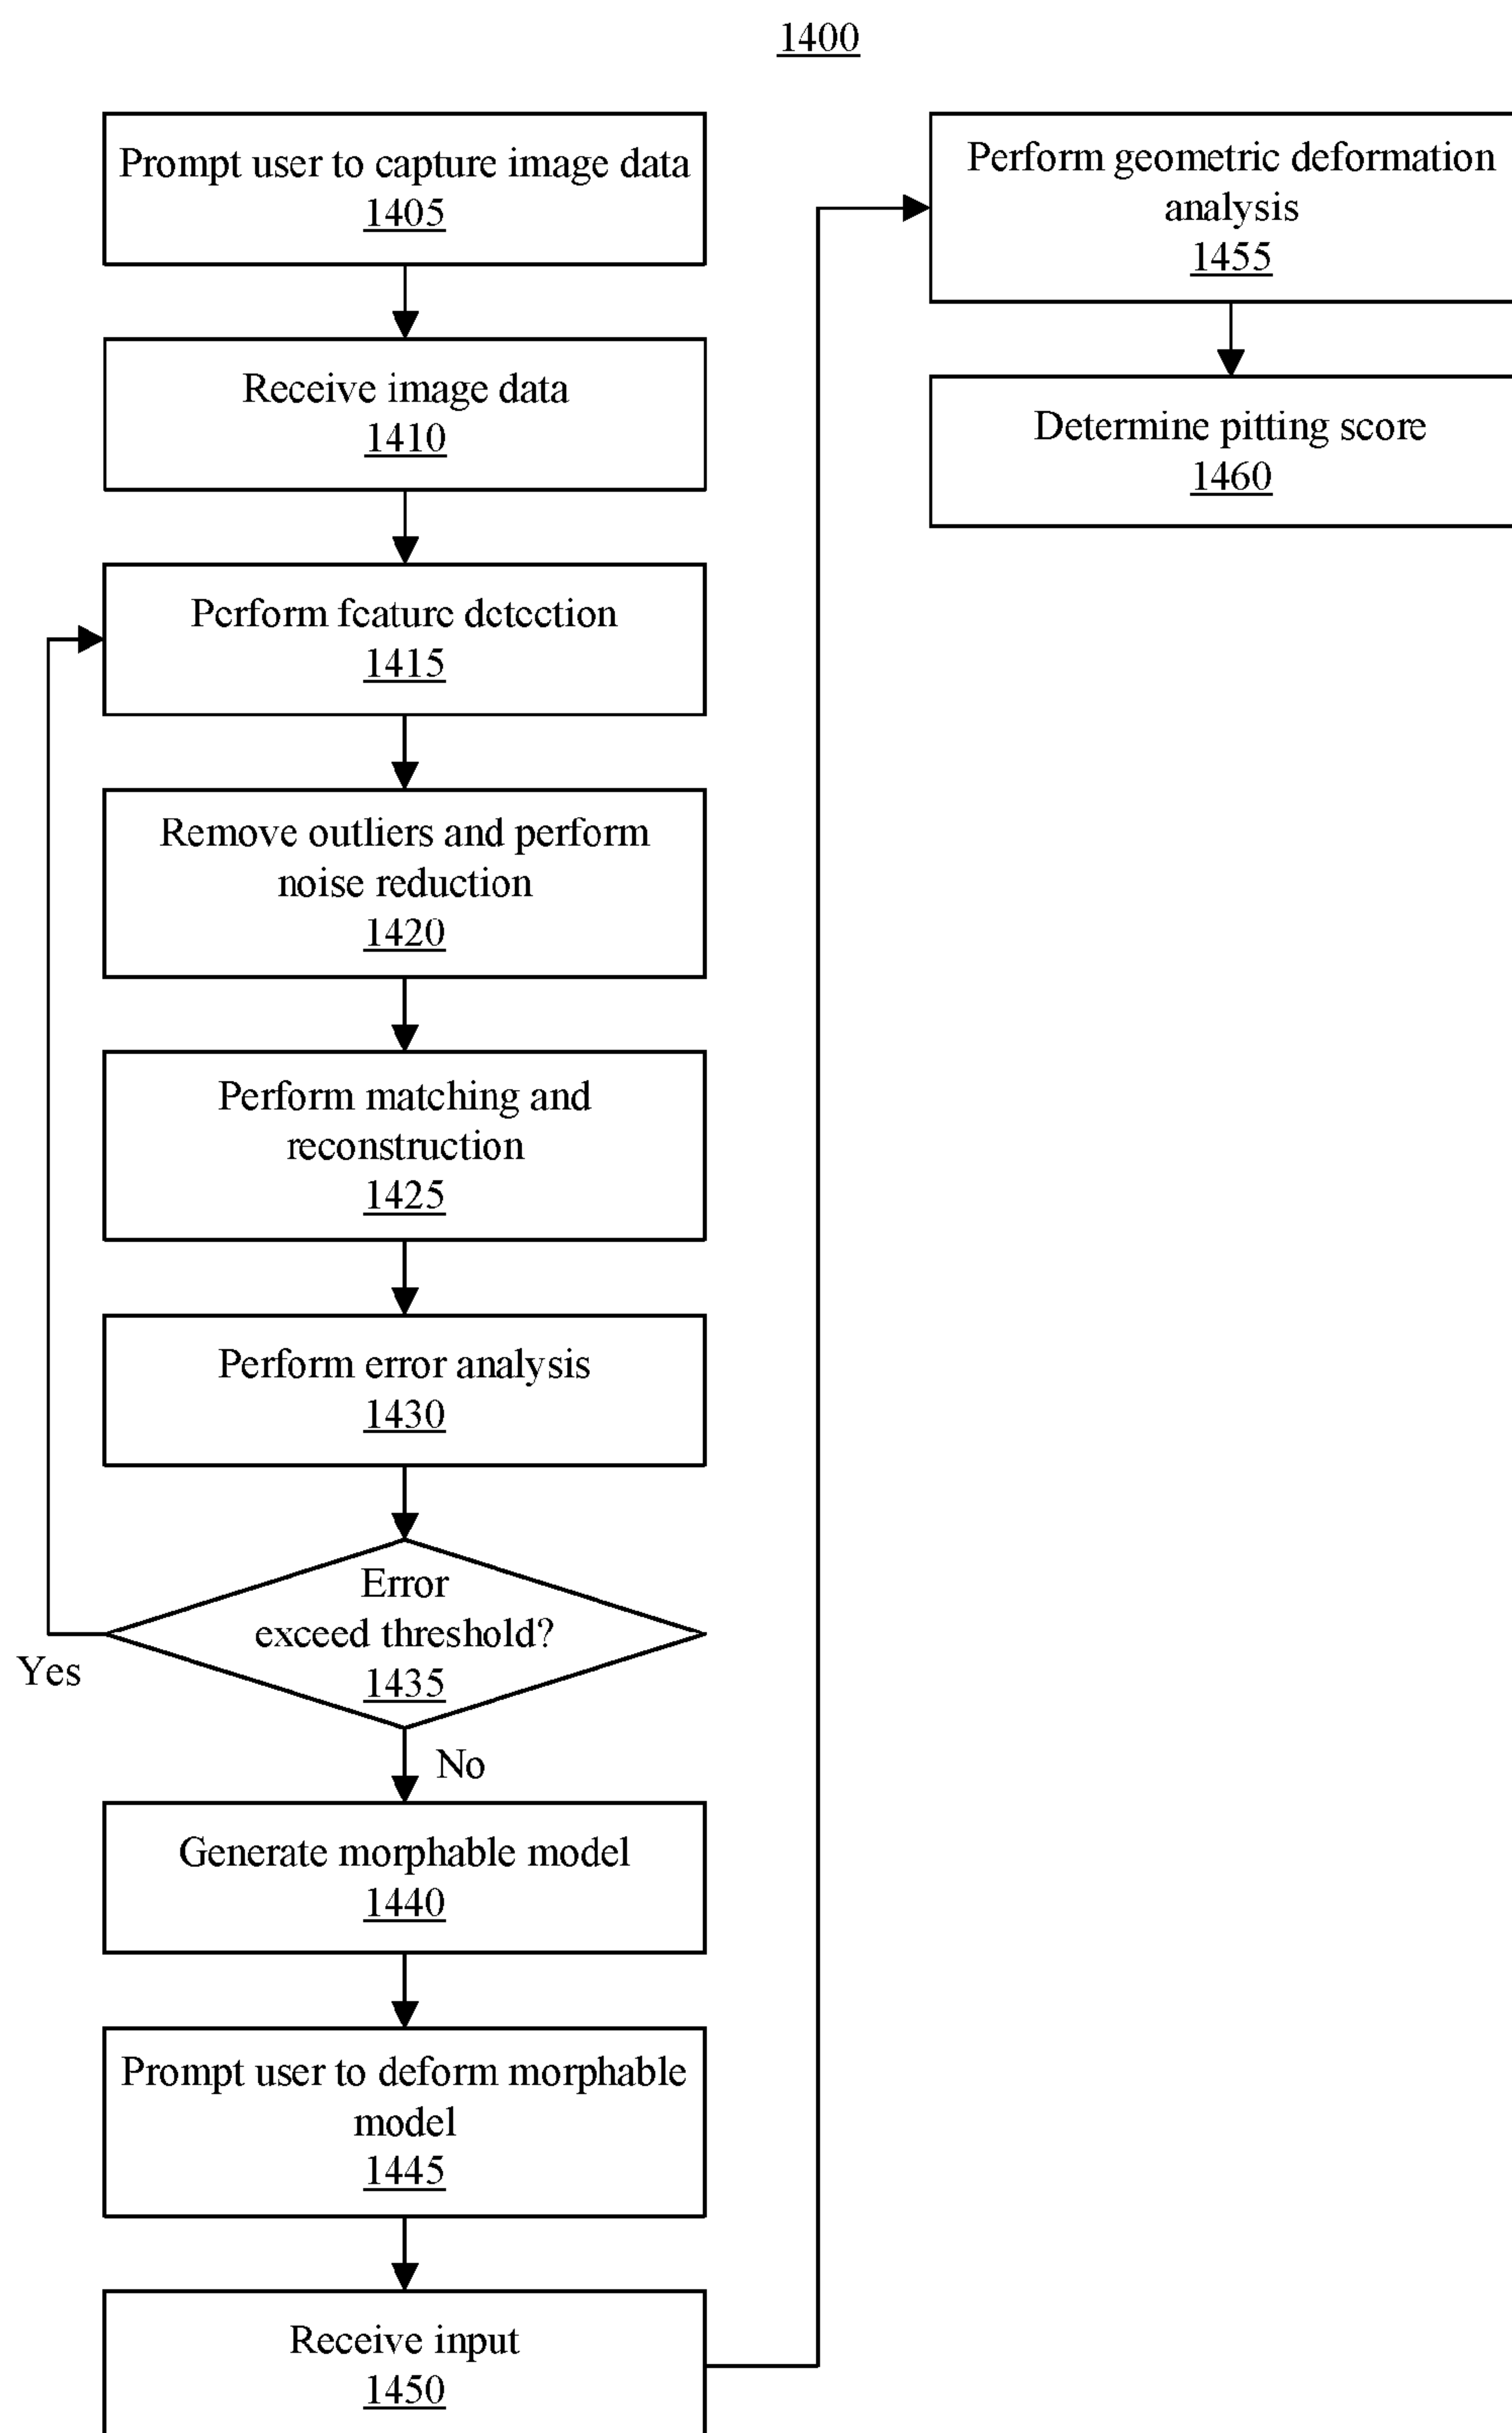 1400
Prompt user to capture image data
1405
Receive image data
1410
Perform feature detection
1415
Remove outliers and perform
noise reduction
1420
Perform matching and
reconstruction
1425
Perform error analysis
1430
Error
exceed threshold?
1435
Yes
No
Generate morphable model
1440
Prompt user to deform morphable
model
1445
Receive input
1450
Perform geometric deformation
analysis
1455
Determine pitting score
1460